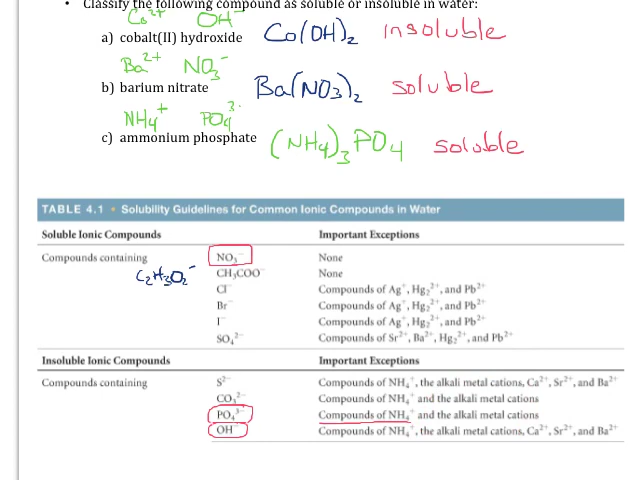 • Classify the following compound as soluble or insoluble in water:
Co²⁺ OH⁻
a) cobalt(II) hydroxide Co(OH)₂ insoluble
Ba²⁺ NO₃⁻
b) barium nitrate Ba(NO₃)₂ soluble
NH₄⁺ PO₄³⁻
c) ammonium phosphate (NH₄)₃PO₄ soluble
TABLE 4.1 • Solubility Guidelines for Common Ionic Compounds in Water
Soluble Ionic Compounds Important Exceptions
Compounds containing NO₃⁻ None
C₂H₃O₂⁻ CH₃COO⁻ None
Cl⁻ Compounds of Ag⁺, Hg₂²⁺, and Pb²⁺
Br⁻ Compounds of Ag⁺, Hg₂²⁺, and Pb²⁺
I⁻ Compounds of Ag⁺, Hg₂²⁺, and Pb²⁺
SO₄²⁻ Compounds of Sr²⁺, Ba²⁺, Hg₂²⁺, and Pb²⁺
Insoluble Ionic Compounds Important Exceptions
Compounds containing S²⁻ Compounds of NH₄⁺, the alkali metal cations, Ca²⁺, Sr²⁺, and Ba²⁺
CO₃²⁻ Compounds of NH₄⁺ and the alkali metal cations
PO₄³⁻ Compounds of NH₄⁺ and the alkali metal cations
OH⁻ Compounds of NH₄⁺, the alkali metal cations, Ca²⁺, Sr²⁺, and Ba²⁺